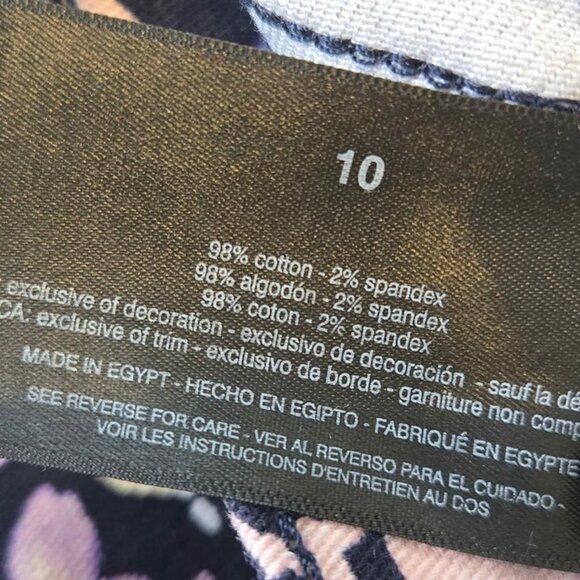 10
98% cotton - 2% spandex
98% algodón - 2% spandex
98% coton - 2% spandex
exclusive of decoration - exclusivo de decoración - sauf la dé
CA: exclusive of trim - exclusivo de borde - garniture non comp
MADE IN EGYPT - HECHO EN EGIPTO - FABRIQUÉ EN EGYPTE
SEE REVERSE FOR CARE - VER AL REVERSO PARA EL CUIDADO -
VOIR LES INSTRUCTIONS D'ENTRETIEN AU DOS